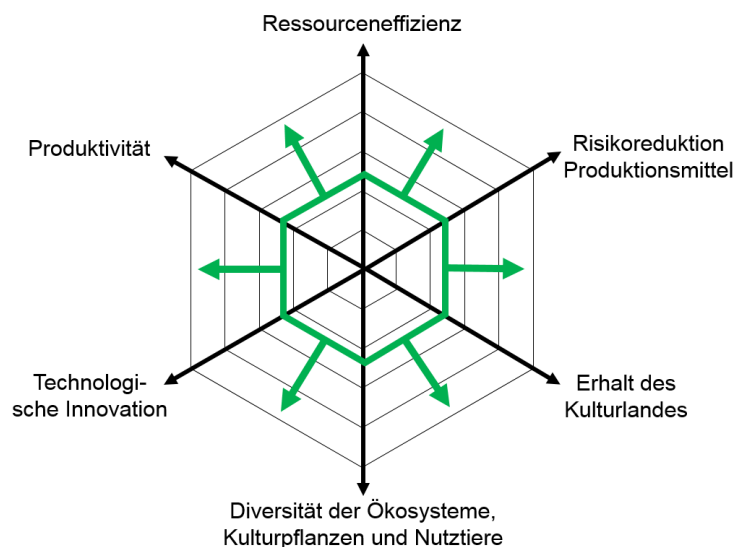 Ressourceneffizienz
Produktivität
Risikoreduktion
Produktionsmittel
Technologi-
sche Innovation
Erhalt des
Kulturlandes
Diversität der Ökosysteme,
Kulturpflanzen und Nutztiere